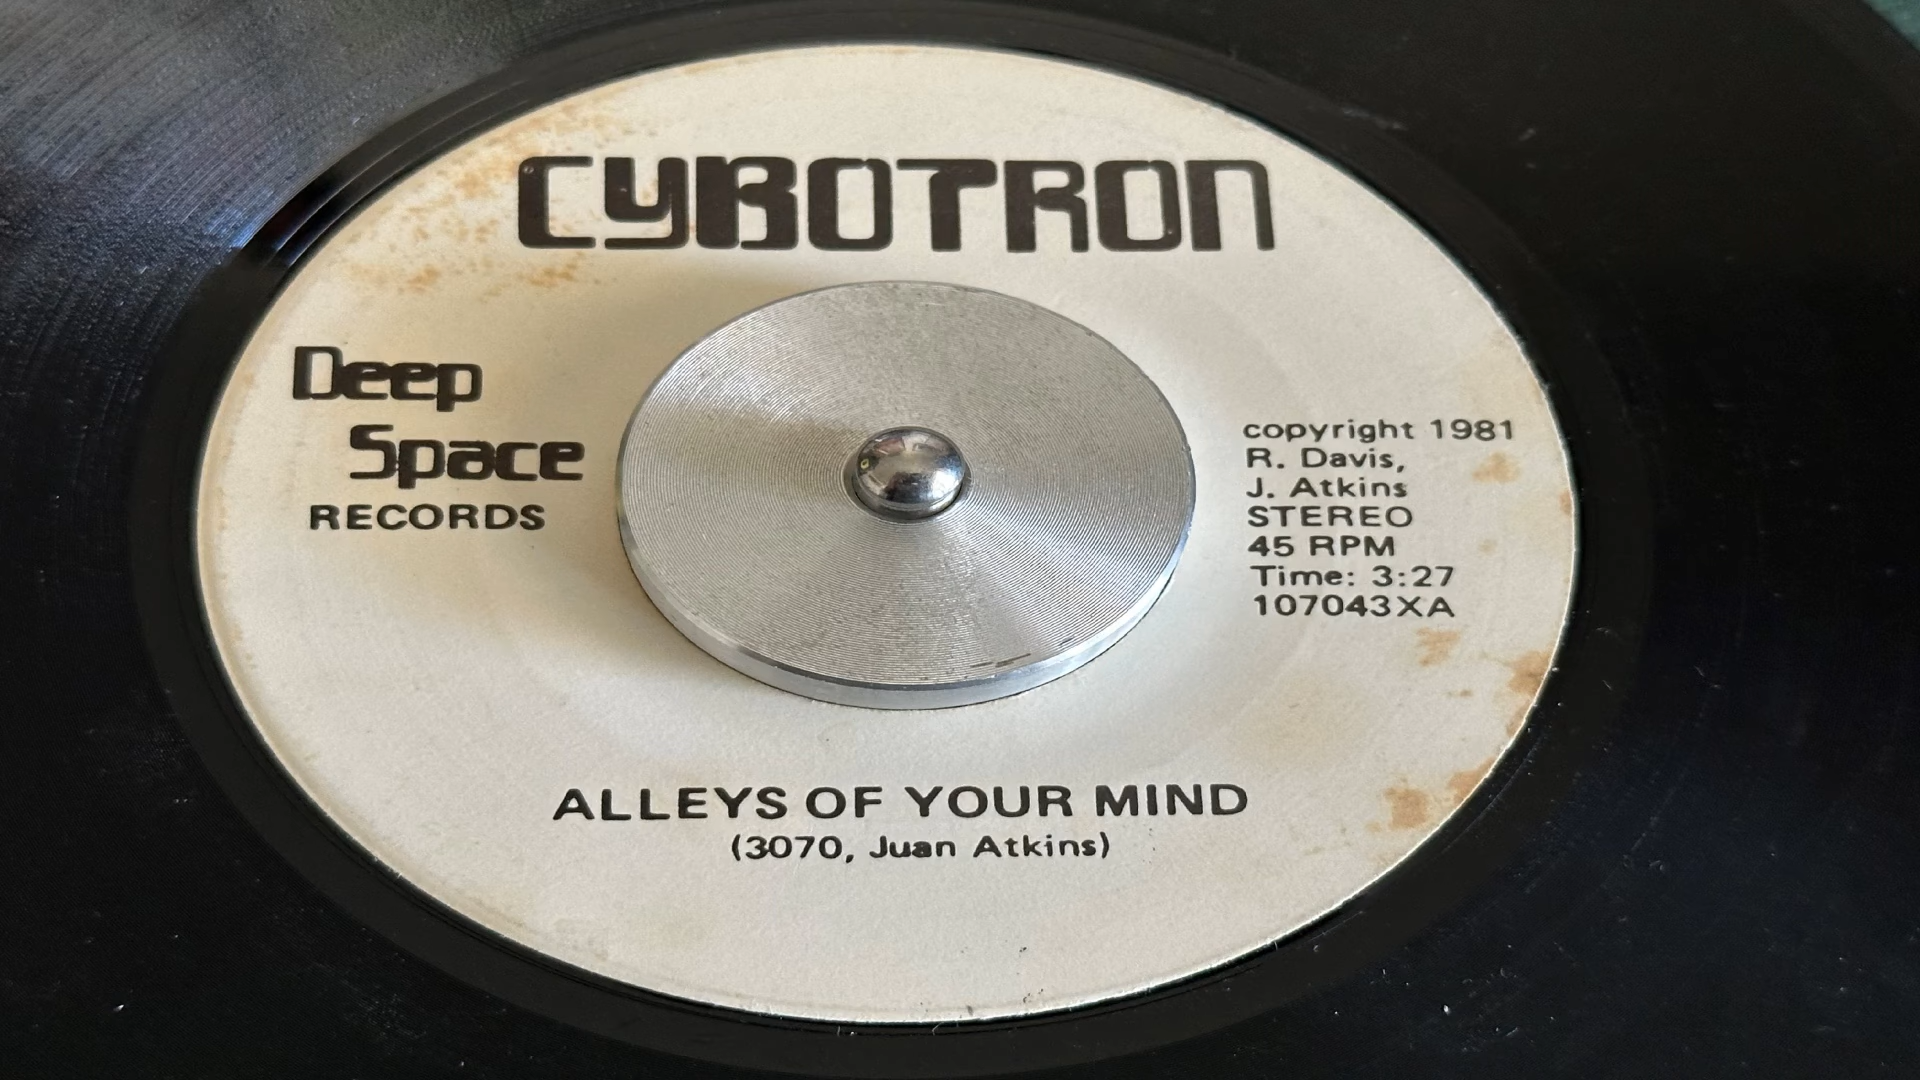 CYBOTRON
Deep
Space
RECORDS
copyright 1981
R. Davis,
J. Atkins
STEREO
45 RPM
Time: 3:27
107043XA
ALLEYS OF YOUR MIND
(3070, Juan Atkins)